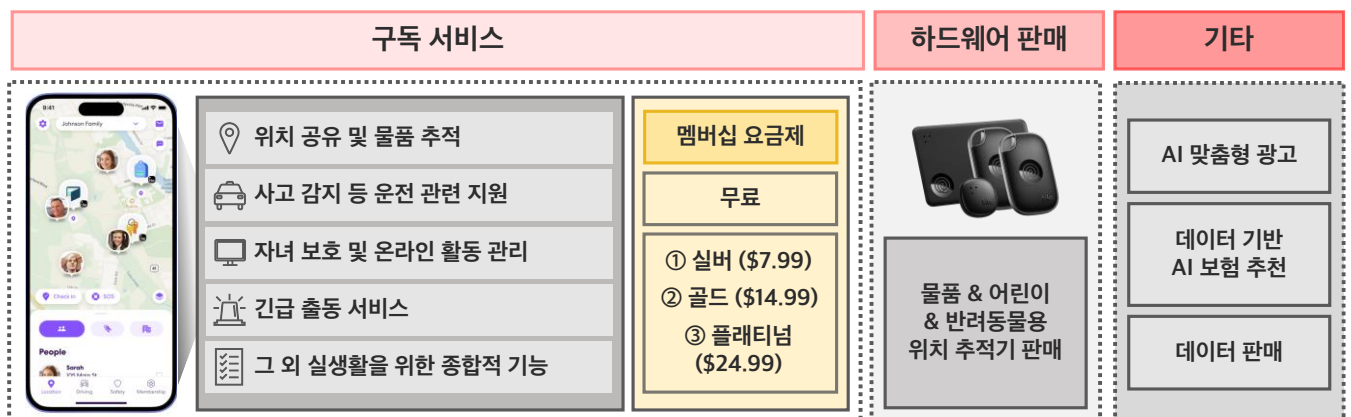 구독 서비스
하드웨어 판매
기타
9:41
Johnson Family
Check in
SOS
People
Sarah
Location
Driving
Safety
Membership
위치 공유 및 물품 추적
사고 감지 등 운전 관련 지원
자녀 보호 및 온라인 활동 관리
긴급 출동 서비스
그 외 실생활을 위한 종합적 기능
멤버십 요금제
무료
① 실버 ($7.99)
② 골드 ($14.99)
③ 플래티넘
($24.99)
물품 & 어린이
& 반려동물용
위치 추적기 판매
AI 맞춤형 광고
데이터 기반
AI 보험 추천
데이터 판매